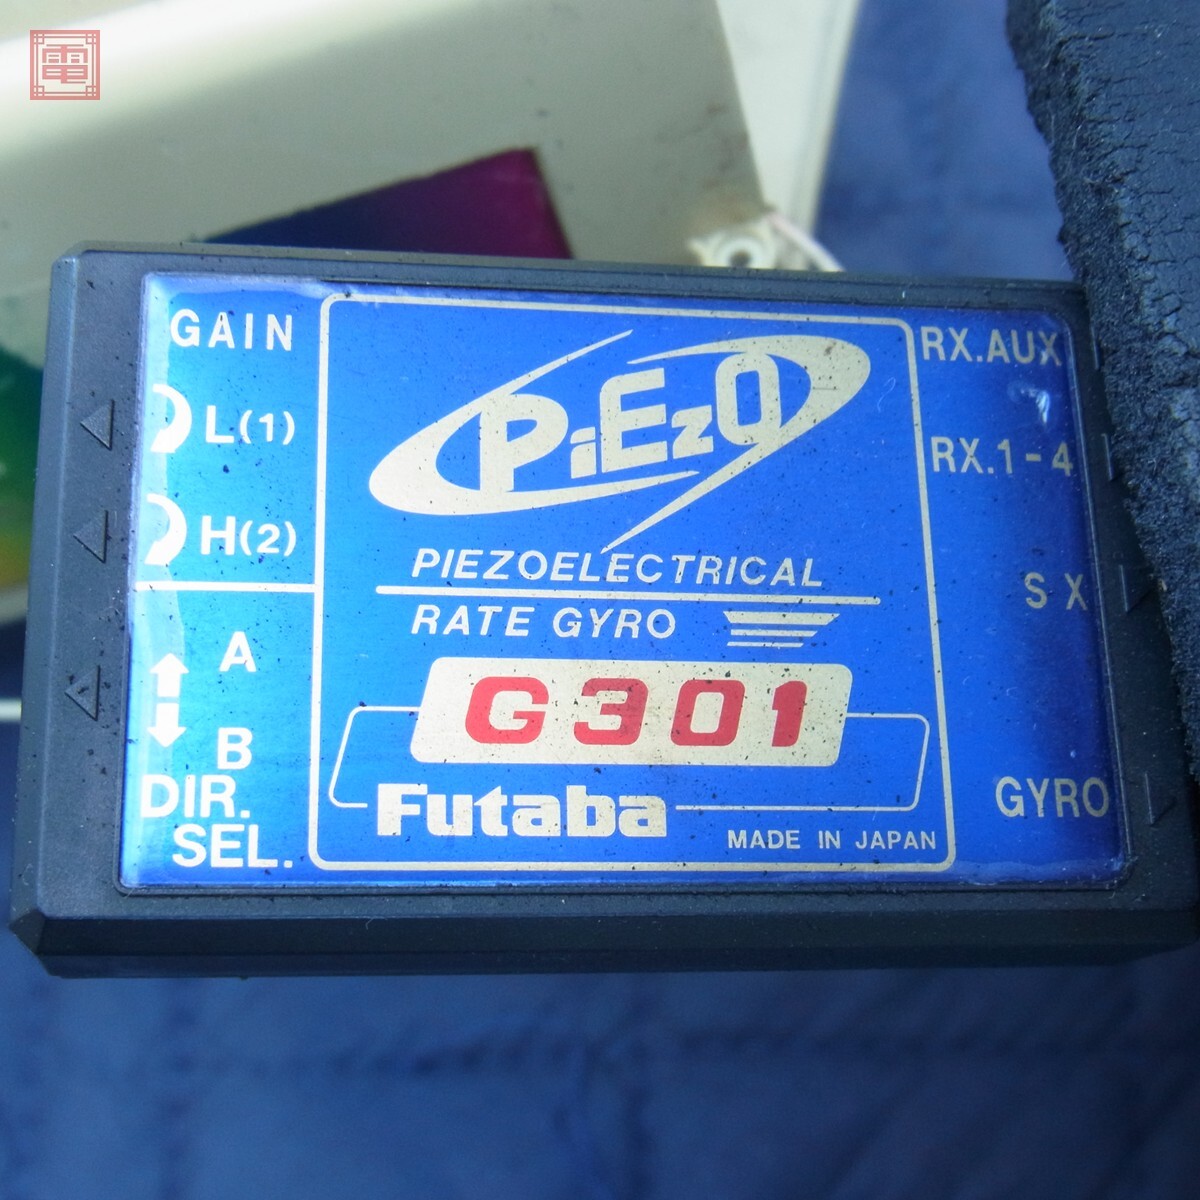 電
GAIN
L(1)
H(2)
A
B
DIR.
SEL.
PiEzO
PIEZOELECTRICAL
RATE GYRO
G301
Futaba
MADE IN JAPAN
RX.AUX
RX.1-4
S X
GYRO